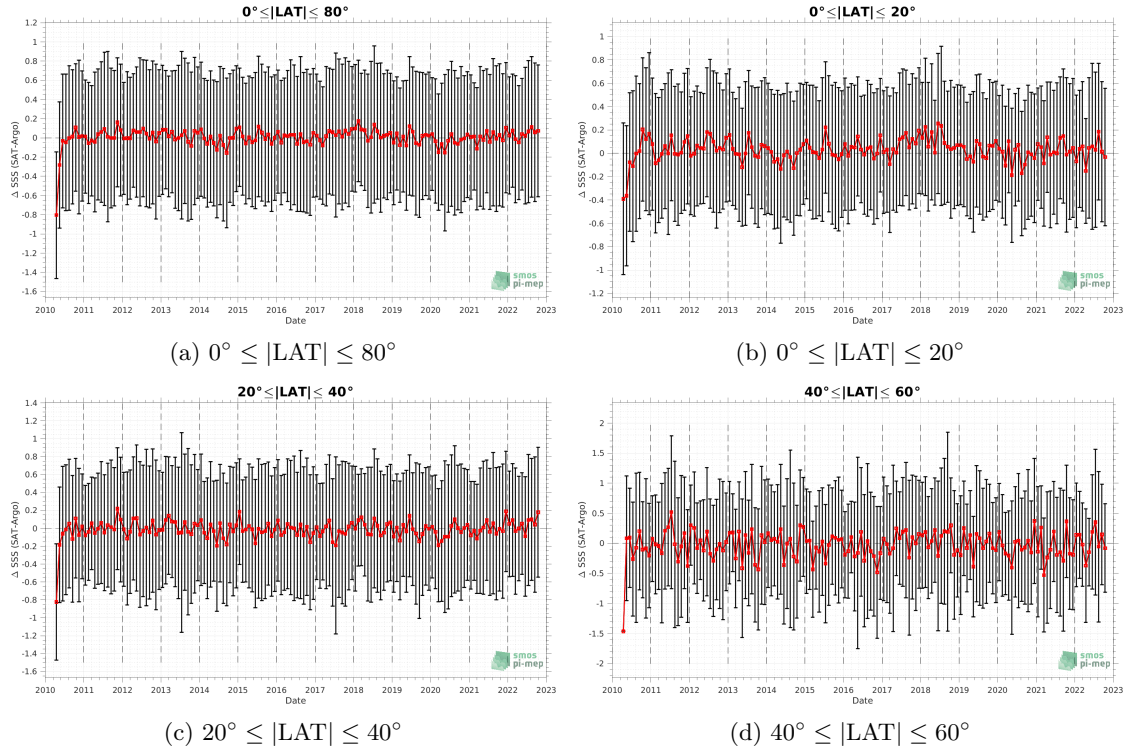 0°≤|LAT|≤ 80°
1.2
1
0.8
0.6
0.4
0.2
0
-0.2
-0.4
-0.6
-0.8
-1
-1.2
-1.4
-1.6
Δ SSS (SAT-Argo)
2010 2011 2012 2013 2014 2015 2016 2017 2018 2019 2020 2021 2022 2023
Date
smos
pi-mep
(a) 0° ≤ |LAT| ≤ 80°
0°≤|LAT|≤ 20°
1
0.8
0.6
0.4
0.2
0
-0.2
-0.4
-0.6
-0.8
-1
-1.2
Δ SSS (SAT-Argo)
2010 2011 2012 2013 2014 2015 2016 2017 2018 2019 2020 2021 2022 2023
Date
smos
pi-mep
(b) 0° ≤ |LAT| ≤ 20°
20°≤|LAT|≤ 40°
1.4
1.2
1
0.8
0.6
0.4
0.2
0
-0.2
-0.4
-0.6
-0.8
-1
-1.2
-1.4
-1.6
Δ SSS (SAT-Argo)
2010 2011 2012 2013 2014 2015 2016 2017 2018 2019 2020 2021 2022 2023
Date
smos
pi-mep
(c) 20° ≤ |LAT| ≤ 40°
40°≤|LAT|≤ 60°
2
1.5
1
0.5
0
-0.5
-1
-1.5
-2
Δ SSS (SAT-Argo)
2010 2011 2012 2013 2014 2015 2016 2017 2018 2019 2020 2021 2022 2023
Date
smos
pi-mep
(d) 40° ≤ |LAT| ≤ 60°